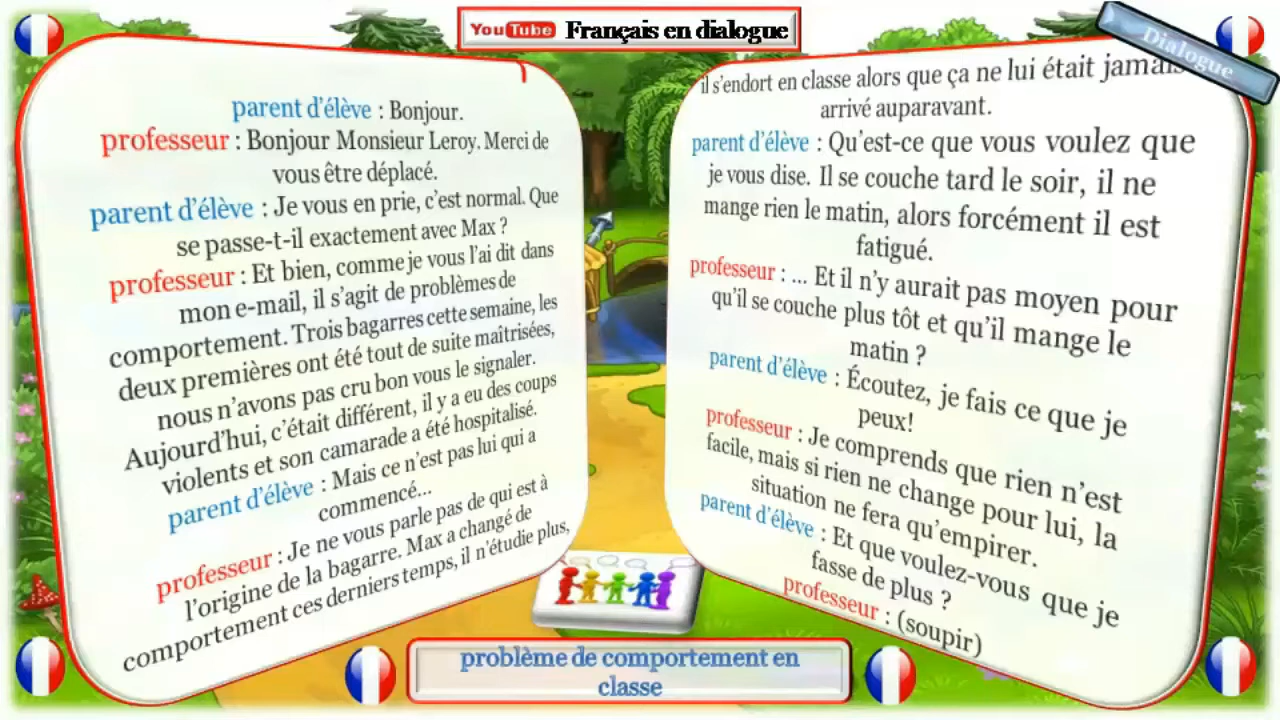 YouTube Français en dialogue
Dialogue
parent d'élève : Bonjour.
professeur : Bonjour Monsieur Leroy. Merci de
vous être déplacé.
parent d'élève : Je vous en prie, c'est normal. Que
se passe-t-il exactement avec Max ?
professeur : Et bien, comme je vous l'ai dit dans
mon e-mail, il s'agit de problèmes de
comportement. Trois bagarres cette semaine, les
deux premières ont été tout de suite maîtrisées,
nous n'avons pas cru bon vous le signaler.
Aujourd'hui, c'était différent, il y a eu des coups
violents et son camarade a été hospitalisé.
parent d'élève : Mais ce n'est pas lui qui a
commencé...
professeur : Je ne vous parle pas de qui est à
l'origine de la bagarre. Max a changé de
comportement ces derniers temps, il n'étudie plus,
il s'endort en classe alors que ça ne lui était jamais
arrivé auparavant.
parent d'élève : Qu'est-ce que vous voulez que
je vous dise. Il se couche tard le soir, il ne
mange rien le matin, alors forcément il est
fatigué.
professeur : ... Et il n'y aurait pas moyen pour
qu'il se couche plus tôt et qu'il mange le
matin ?
parent d'élève : Écoutez, je fais ce que je
peux!
professeur : Je comprends que rien n'est
facile, mais si rien ne change pour lui, la
situation ne fera qu'empirer.
parent d'élève : Et que voulez-vous que je
fasse de plus ?
professeur : (soupir)
problème de comportement en
classe